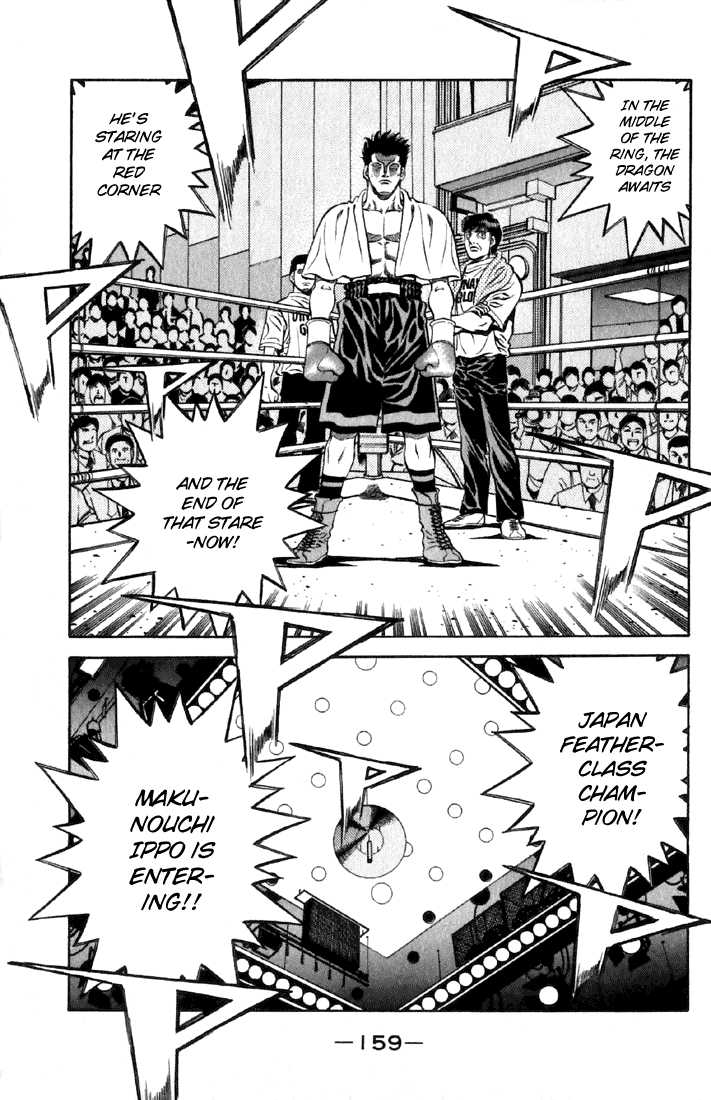 IN THE
MIDDLE
OF THE
RING, THE
DRAGON
AWAITS
HE'S
STARING
AT THE
RED
CORNER
AND THE
END OF
THAT STARE
-NOW!
JAPAN
FEATHER-
CLASS
CHAM-
PION!
MAKU-
NOUCHI
IPPO IS
ENTER-
ING!!
—159—